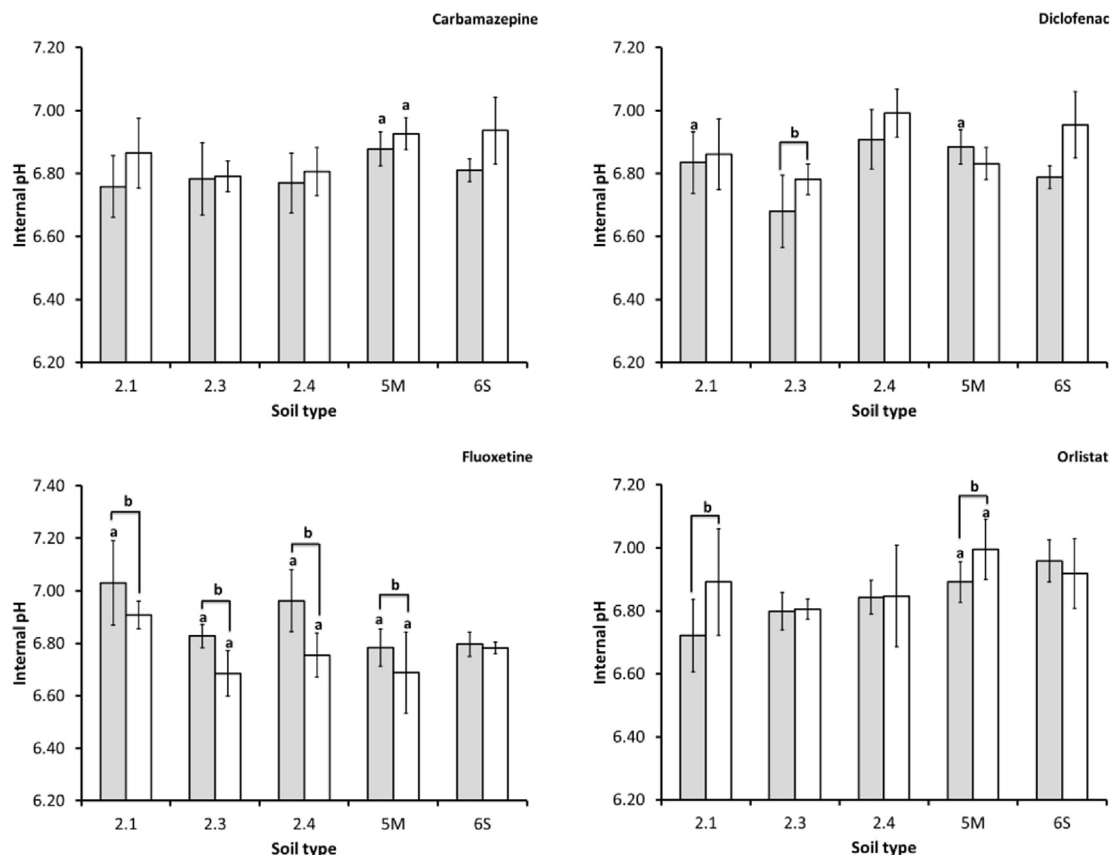 Carbamazepine
7.20
7.00
6.80
6.60
6.40
6.20
Internal pH
a a
2.1 2.3 2.4 5M 6S
Soil type
Diclofenac
7.20
7.00
6.80
6.60
6.40
6.20
Internal pH
a b a
2.1 2.3 2.4 5M 6S
Soil type
Fluoxetine
7.40
7.20
7.00
6.80
6.60
6.40
6.20
Internal pH
b b b b
a a a a a a a
2.1 2.3 2.4 5M 6S
Soil type
Orlistat
7.20
7.00
6.80
6.60
6.40
6.20
Internal pH
b b
a a
2.1 2.3 2.4 5M 6S
Soil type